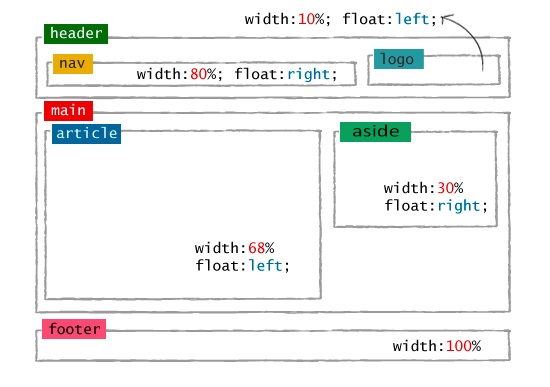 width:10%; float:left;
header
nav
width:80%; float:right;
logo
main
article
aside
width:30%
float:right;
width:68%
float:left;
footer
width:100%